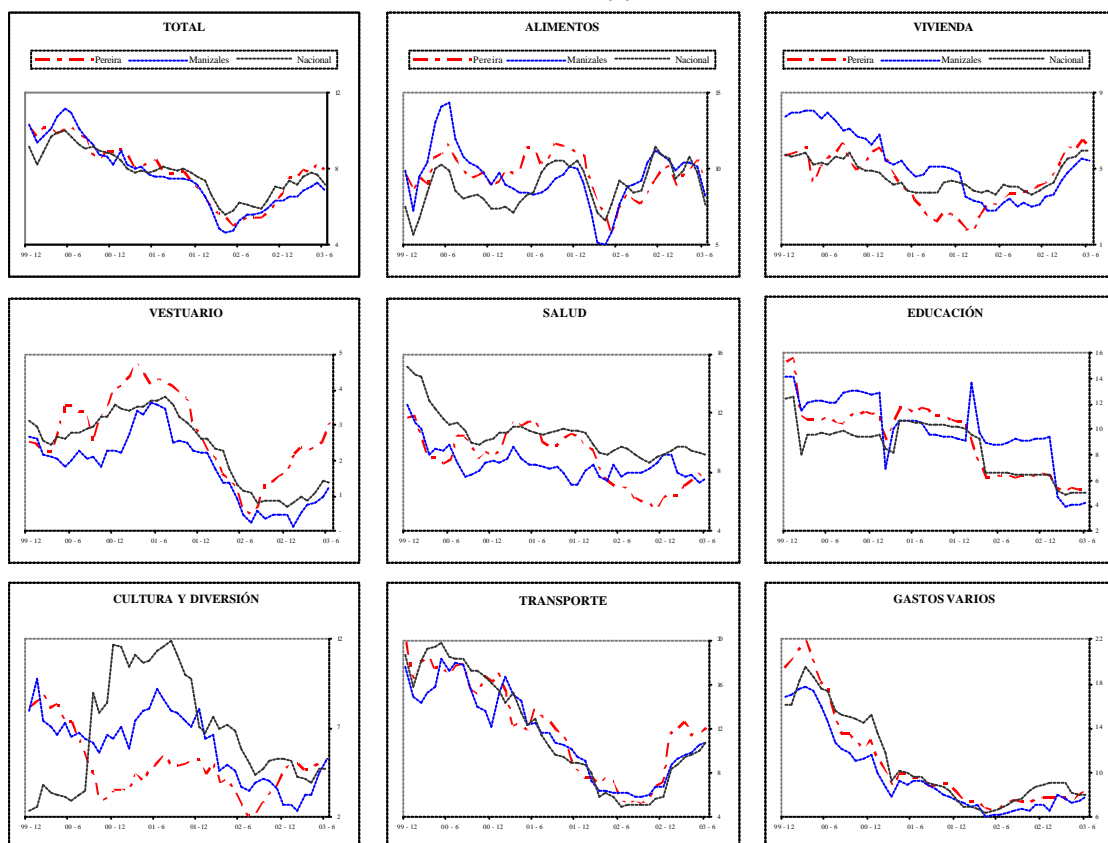 TOTAL
Pereira Manizales Nacional
12
8
4
99 - 12 00 - 6 00 - 12 01 - 6 01 - 12 02 - 6 02 - 12 03 - 6
ALIMENTOS
Pereira Manizales Nacional
15
10
5
99 - 12 00 - 6 00 - 12 01 - 6 01 - 12 02 - 6 02 - 12 03 - 6
VIVIENDA
Pereira Manizales Nacional
9
5
1
99 - 12 00 - 6 00 - 12 01 - 6 01 - 12 02 - 6 02 - 12 03 - 6
VESTUARIO
5
4
3
2
1
-
99 - 12 00 - 6 00 - 12 01 - 6 01 - 12 02 - 6 02 - 12 03 - 6
SALUD
16
12
8
4
99 - 12 00 - 6 00 - 12 01 - 6 01 - 12 02 - 6 02 - 12 03 - 6
EDUCACIÓN
16
14
12
10
8
6
4
2
99 - 12 00 - 6 00 - 12 01 - 6 01 - 12 02 - 6 02 - 12 03 - 6
CULTURA Y DIVERSIÓN
12
7
2
99 - 12 00 - 6 00 - 12 01 - 6 01 - 12 02 - 6 02 - 12 03 - 6
TRANSPORTE
20
16
12
8
4
99 - 12 00 - 6 00 - 12 01 - 6 01 - 12 02 - 6 02 - 12 03 - 6
GASTOS VARIOS
22
18
14
10
6
99 - 12 00 - 6 00 - 12 01 - 6 01 - 12 02 - 6 02 - 12 03 - 6